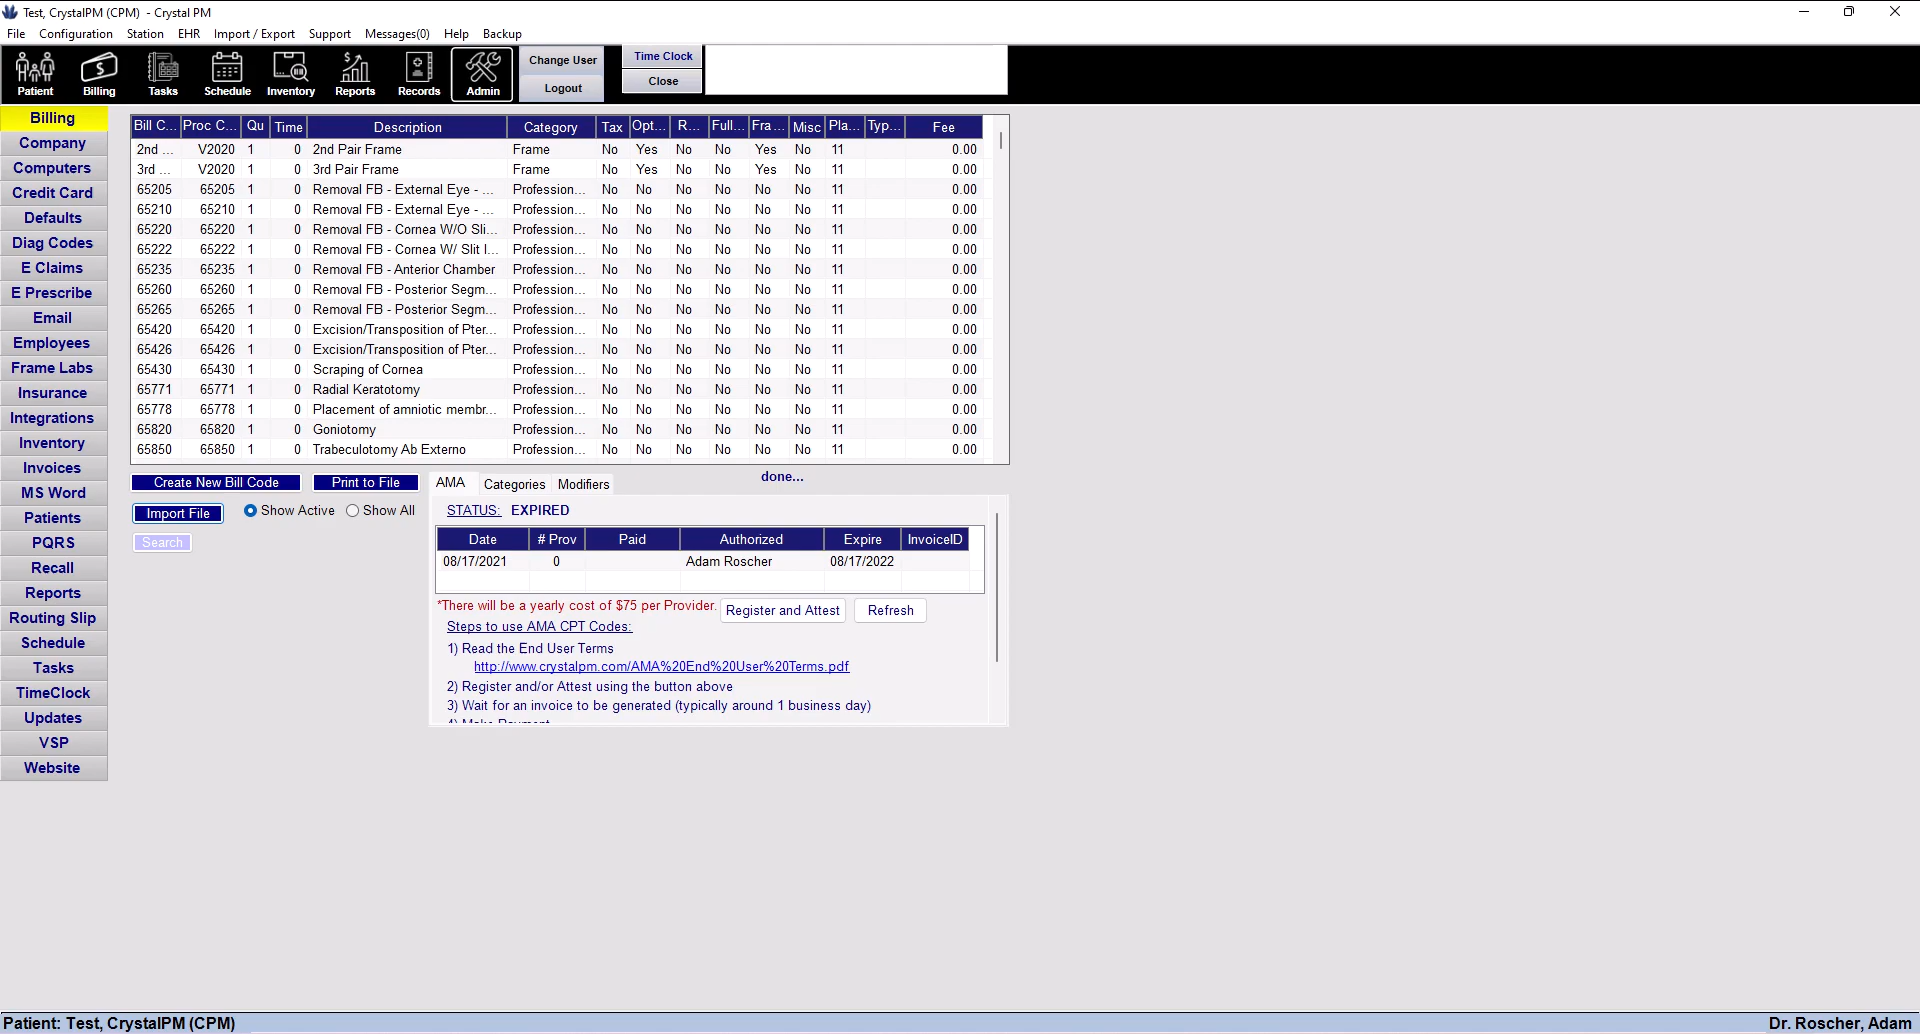 Test, CrystalPM (CPM)  - Crystal PM
File Configuration Station EHR Import / Export Support Messages(0) Help Backup
Patient Billing Tasks Schedule Inventory Reports Records Admin Change User Logout Time Clock Close
Billing
Company
Computers
Credit Card
Defaults
Diag Codes
E Claims
E Prescribe
Email
Employees
Frame Labs
Insurance
Integrations
Inventory
Invoices
MS Word
Patients
PQRS
Recall
Reports
Routing Slip
Schedule
Tasks
TimeClock
Updates
VSP
Website
Bill C... Proc C... Qu Time Description Category Tax Opt... R... Full... Fra... Misc Pla... Typ... Fee
2nd ... V2020 1 0 2nd Pair Frame Frame No Yes No No Yes No 11 0.00
3rd ... V2020 1 0 3rd Pair Frame Frame No Yes No No Yes No 11 0.00
65205 65205 1 0 Removal FB - External Eye - ... Profession... No No No No No No 11 0.00
65210 65210 1 0 Removal FB - External Eye - ... Profession... No No No No No No 11 0.00
65220 65220 1 0 Removal FB - Cornea W/O Sli... Profession... No No No No No No 11 0.00
65222 65222 1 0 Removal FB - Cornea W/ Slit l... Profession... No No No No No No 11 0.00
65235 65235 1 0 Removal FB - Anterior Chamber Profession... No No No No No No 11 0.00
65260 65260 1 0 Removal FB - Posterior Segm... Profession... No No No No No No 11 0.00
65265 65265 1 0 Removal FB - Posterior Segm... Profession... No No No No No No 11 0.00
65420 65420 1 0 Excision/Transposition of Pter... Profession... No No No No No No 11 0.00
65426 65426 1 0 Excision/Transposition of Pter... Profession... No No No No No No 11 0.00
65430 65430 1 0 Scraping of Cornea Profession... No No No No No No 11 0.00
65771 65771 1 0 Radial Keratotomy Profession... No No No No No No 11 0.00
65778 65778 1 0 Placement of amniotic membr... Profession... No No No No No No 11 0.00
65820 65820 1 0 Goniotomy Profession... No No No No No No 11 0.00
65850 65850 1 0 Trabeculotomy Ab Externo Profession... No No No No No No 11 0.00
Create New Bill Code Print to File
Import File Show Active Show All
Search
AMA Categories Modifiers done...
STATUS: EXPIRED
Date # Prov Paid Authorized Expire InvoiceID
08/17/2021 0 Adam Roscher 08/17/2022
*There will be a yearly cost of $75 per Provider. Register and Attest Refresh
Steps to use AMA CPT Codes:
1) Read the End User Terms
http://www.crystalpm.com/AMA%20End%20User%20Terms.pdf
2) Register and/or Attest using the button above
3) Wait for an invoice to be generated (typically around 1 business day)
4) Make Payment
Patient: Test, CrystalPM (CPM) Dr. Roscher, Adam